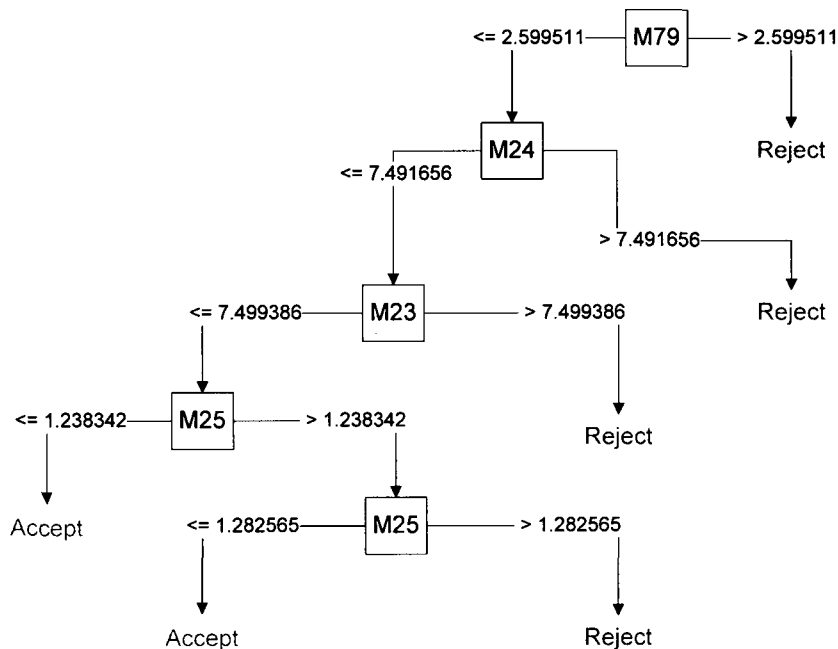 <= 2.599511 M79 > 2.599511
Reject
M24
<= 7.491656
> 7.491656
Reject
<= 7.499386 M23 > 7.499386
<= 1.238342 M25 > 1.238342
Reject
Accept
<= 1.282565 M25 > 1.282565
Accept
Reject